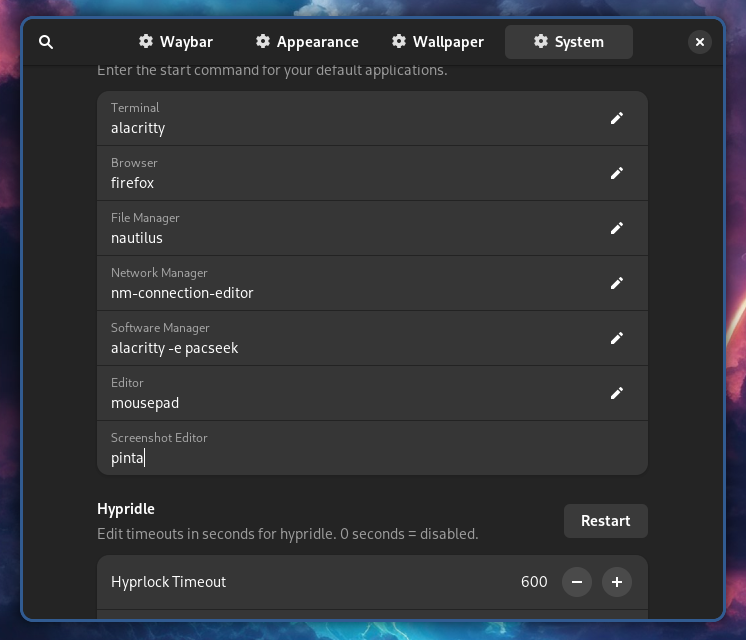 Waybar Appearance Wallpaper System
Enter the start command for your default applications.
Terminal
alacritty
Browser
firefox
File Manager
nautilus
Network Manager
nm-connection-editor
Software Manager
alacritty -e pacseek
Editor
mousepad
Screenshot Editor
pinta
Hypridle
Edit timeouts in seconds for hypridle. 0 seconds = disabled.
Restart
Hyprlock Timeout 600